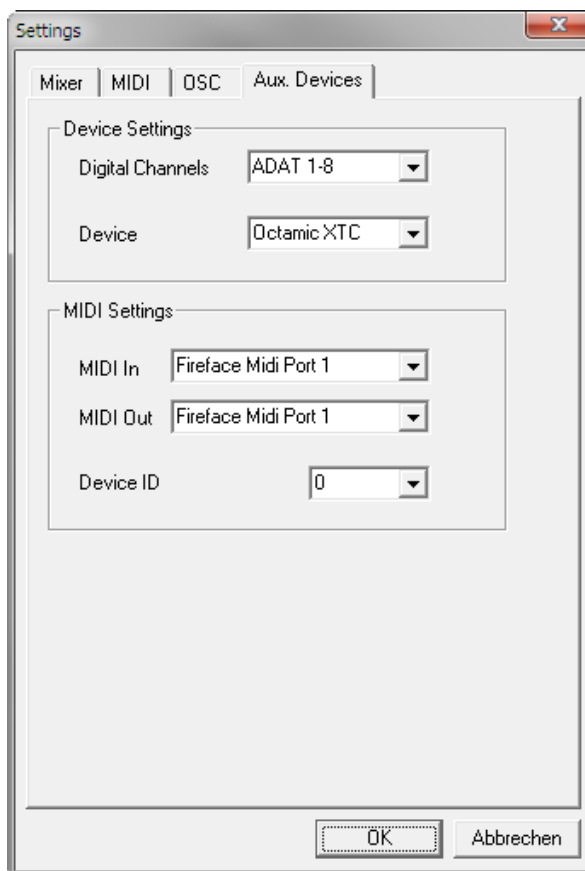 Settings
Mixer MIDI OSC Aux. Devices
Device Settings
Digital Channels ADAT 1-8
Device Octamic XTC
MIDI Settings
MIDI In Fireface Midi Port 1
MIDI Out Fireface Midi Port 1
Device ID 0
OK Abbrechen